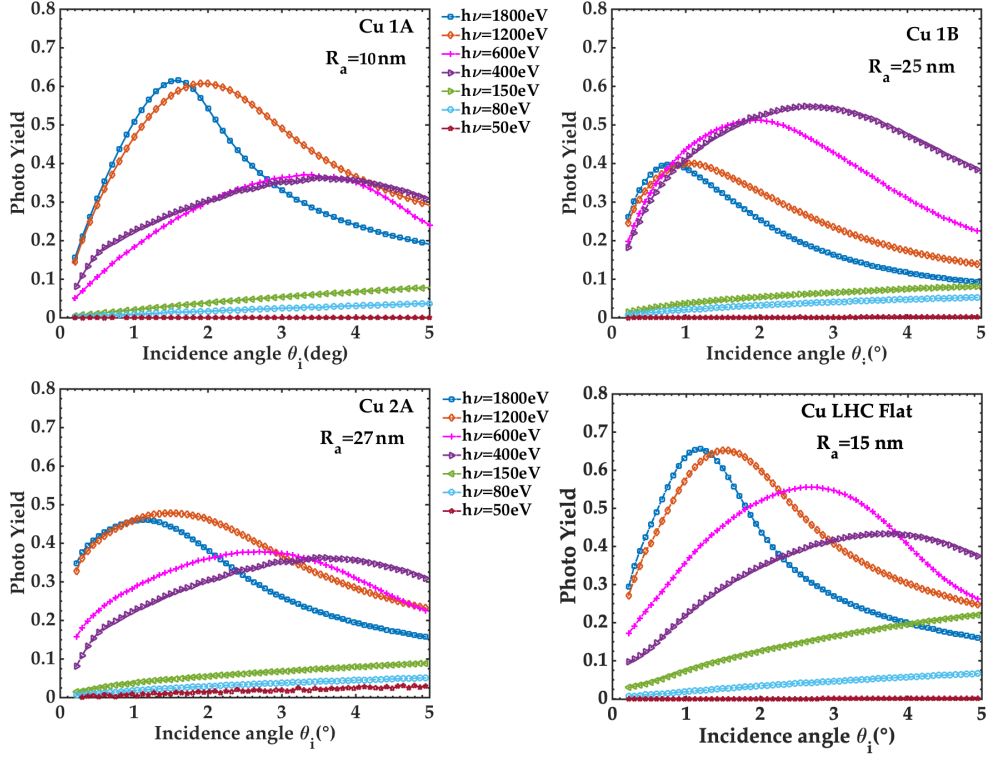 0.8
0.7
0.6
0.5
0.4
0.3
0.2
0.1
0
Photo Yield
Cu 1A
R_a=10 nm
0 1 2 3 4 5
Incidence angle θ_i(deg)
hν=1800eV
hν=1200eV
hν=600eV
hν=400eV
hν=150eV
hν=80eV
hν=50eV
0.8
0.7
0.6
0.5
0.4
0.3
0.2
0.1
0
Photo Yield
Cu 1B
R_a=25 nm
0 1 2 3 4 5
Incidence angle θ_i(°)
0.8
0.7
0.6
0.5
0.4
0.3
0.2
0.1
0
Photo Yield
Cu 2A
R_a=27 nm
0 1 2 3 4 5
Incidence angle θ_i(°)
hν=1800eV
hν=1200eV
hν=600eV
hν=400eV
hν=150eV
hν=80eV
hν=50eV
0.8
0.7
0.6
0.5
0.4
0.3
0.2
0.1
0
Photo Yield
Cu LHC Flat
R_a=15 nm
0 1 2 3 4 5
Incidence angle θ_i(°)